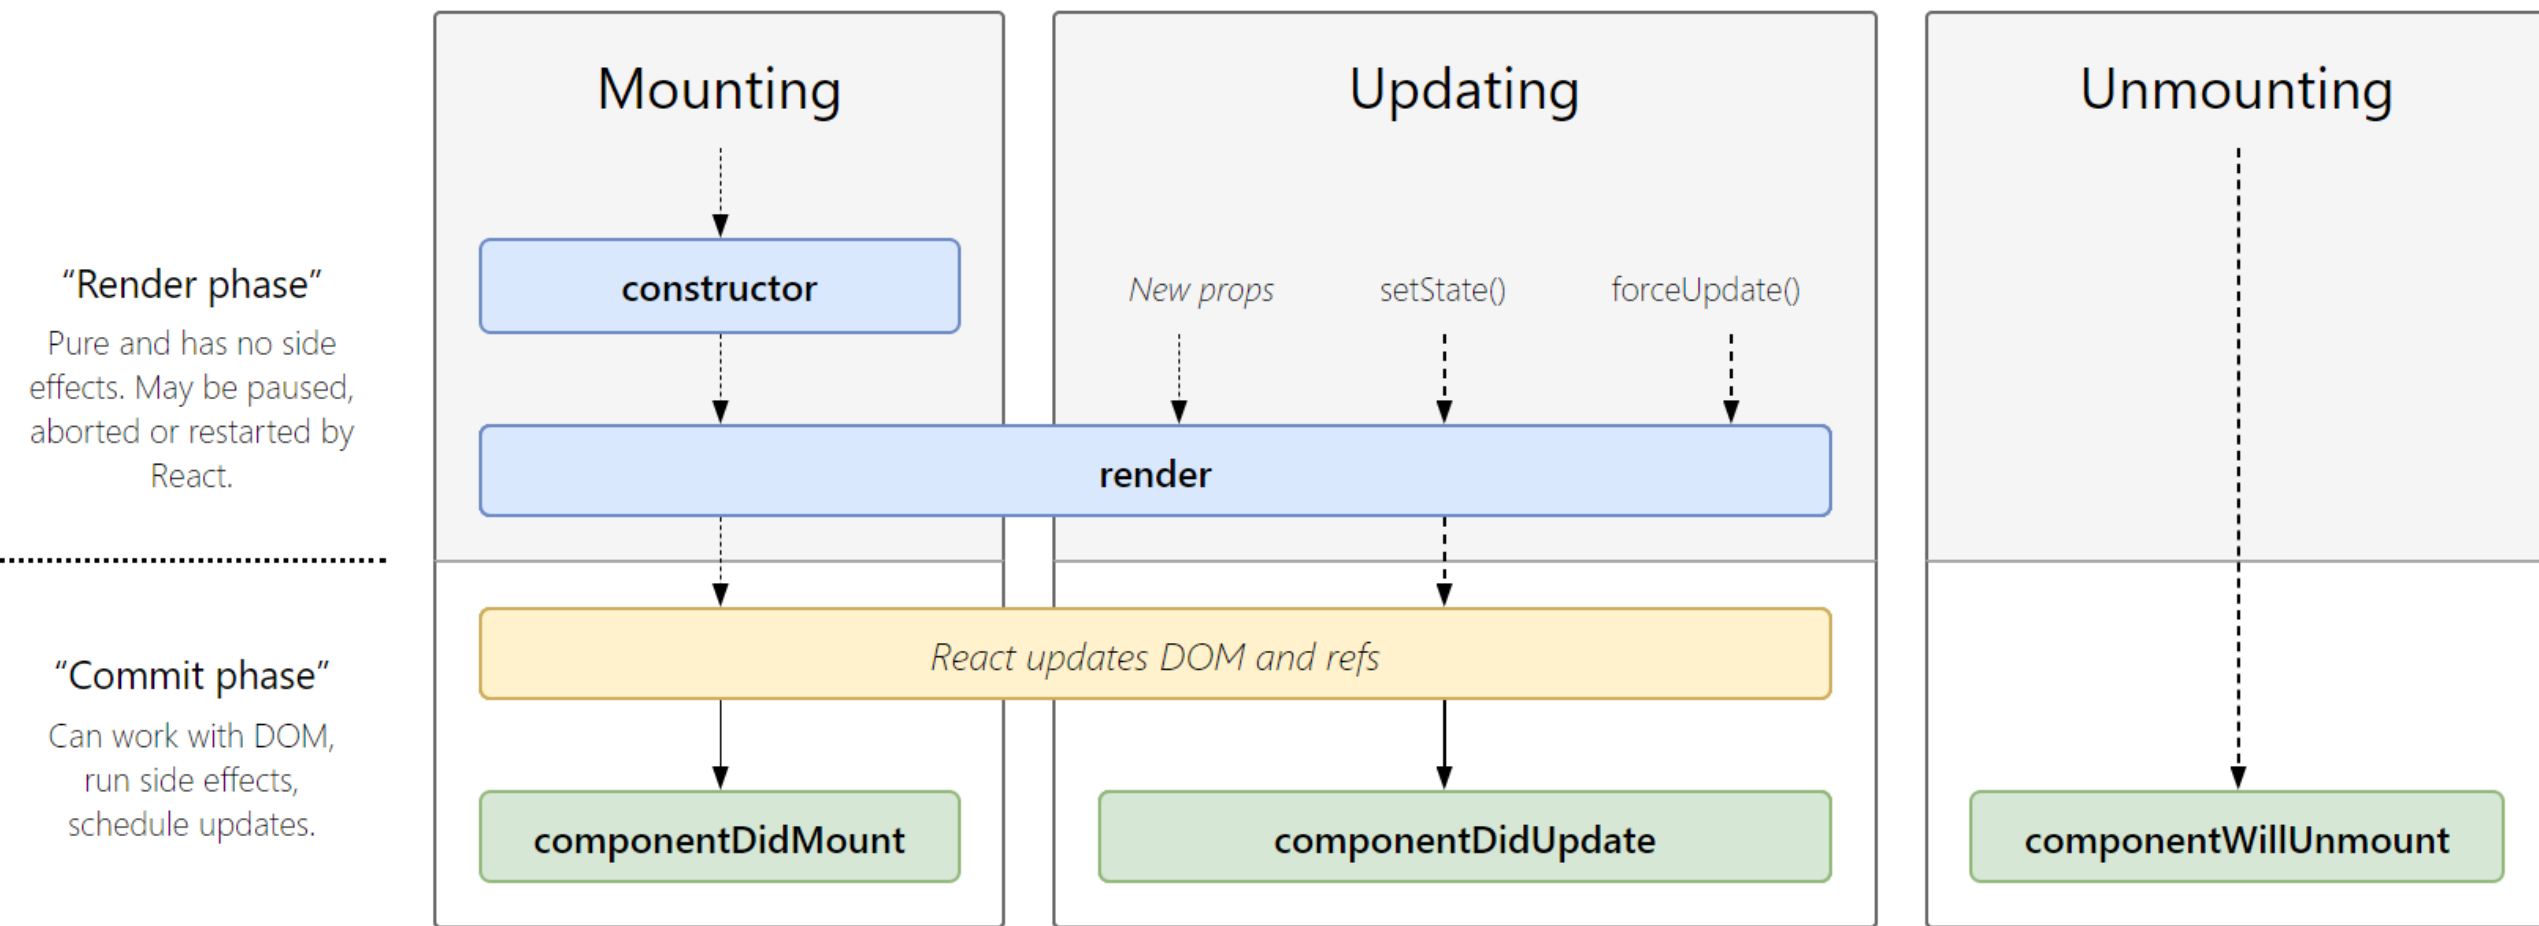 Mounting
Updating
Unmounting
“Render phase”
Pure and has no side
effects. May be paused,
aborted or restarted by
React.
constructor
New props
setState()
forceUpdate()
render
“Commit phase”
Can work with DOM,
run side effects,
schedule updates.
React updates DOM and refs
componentDidMount
componentDidUpdate
componentWillUnmount